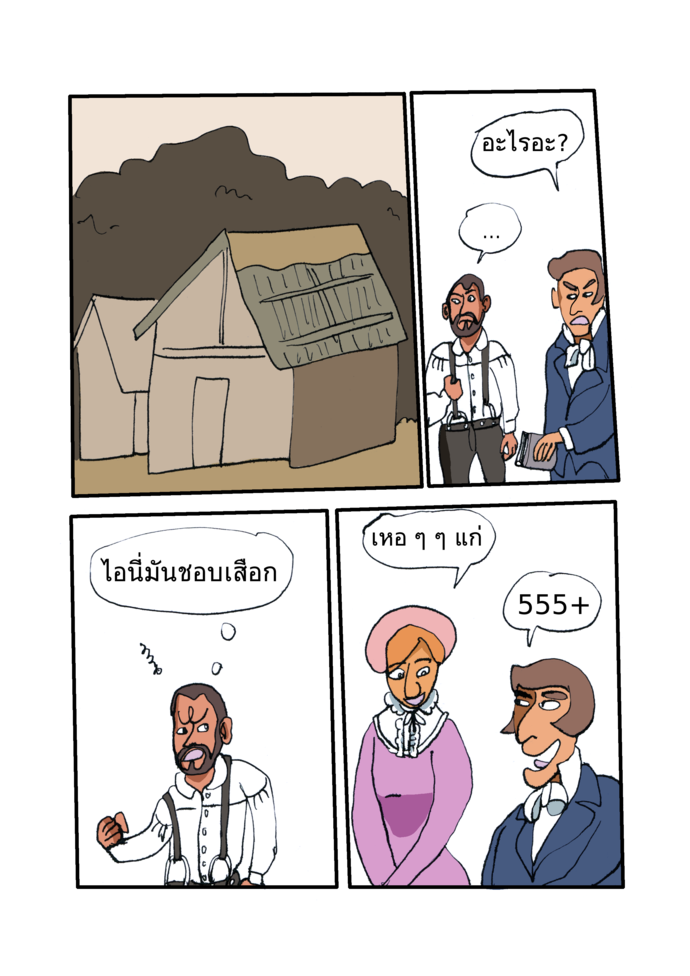 อะไรอะ?
...
ไอนี่มันชอบเสือก
เหอ ๆ ๆ แก่
555+